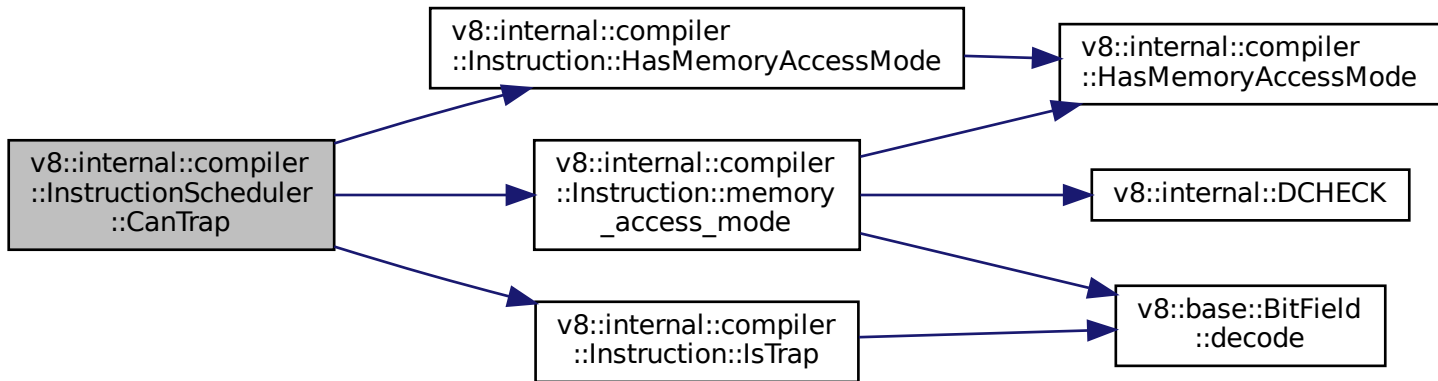 v8::internal::compiler
::InstructionScheduler
::CanTrap
v8::internal::compiler
::Instruction::HasMemoryAccessMode
v8::internal::compiler
::Instruction::memory
_access_mode
v8::internal::compiler
::Instruction::IsTrap
v8::internal::compiler
::HasMemoryAccessMode
v8::internal::DCHECK
v8::base::BitField
::decode